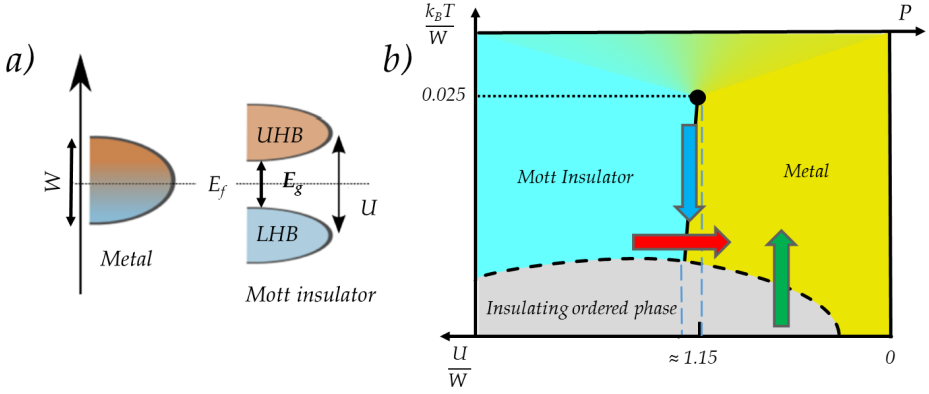 a)
W
Metal
E_f
UHB
E_g
U
LHB
Mott insulator
b)
k_BT
W
P
0.025
Mott Insulator
Metal
Insulating ordered phase
U
W
≈ 1.15
0